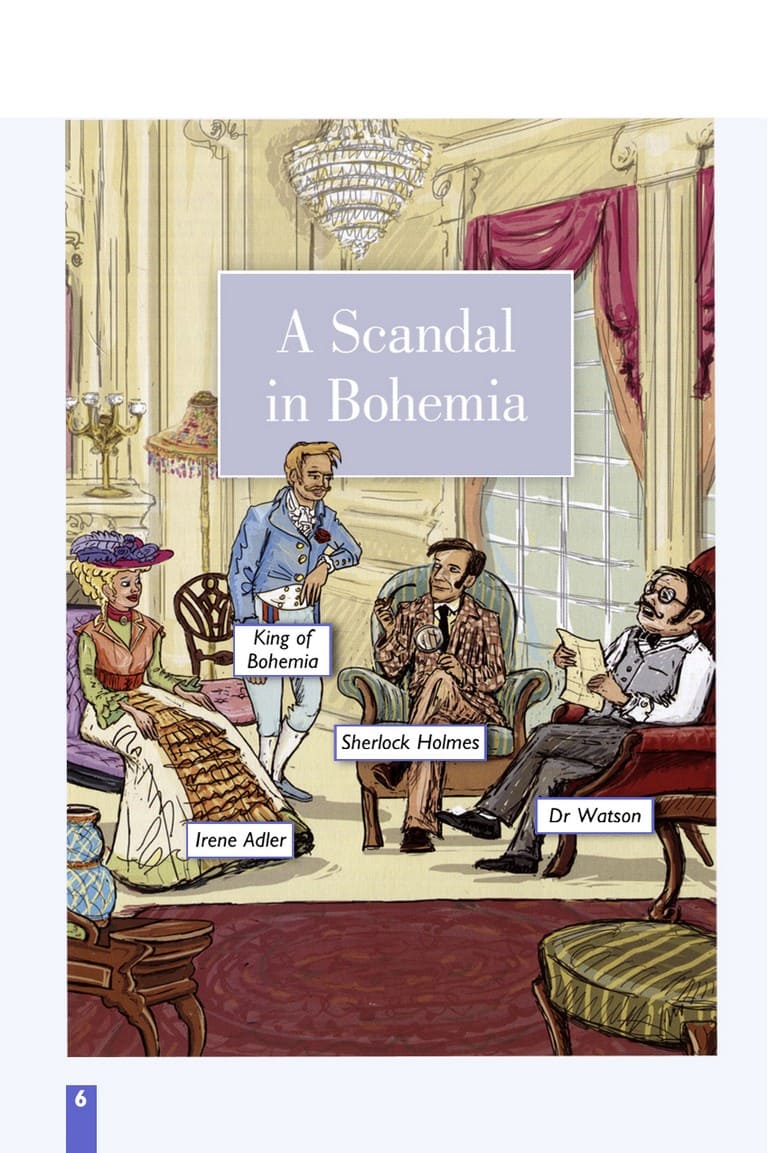 A Scandal
in Bohemia
King of
Bohemia
Sherlock Holmes
Dr Watson
Irene Adler
6